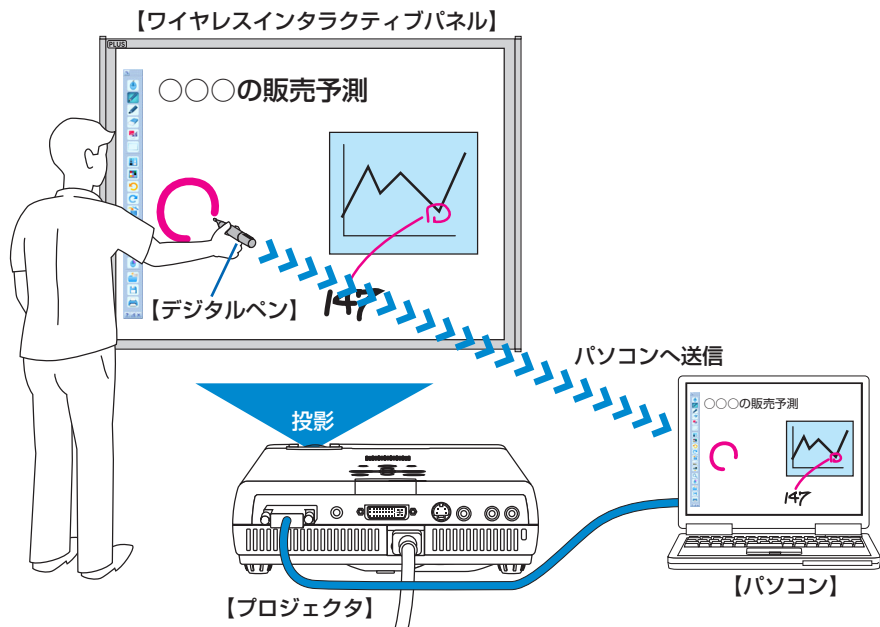 【ワイヤレスインタラクティブパネル】
PLUS
○○○の販売予測
【デジタルペン】
147
パソコンへ送信
投影
○○○の販売予測
147
【プロジェクタ】
【パソコン】